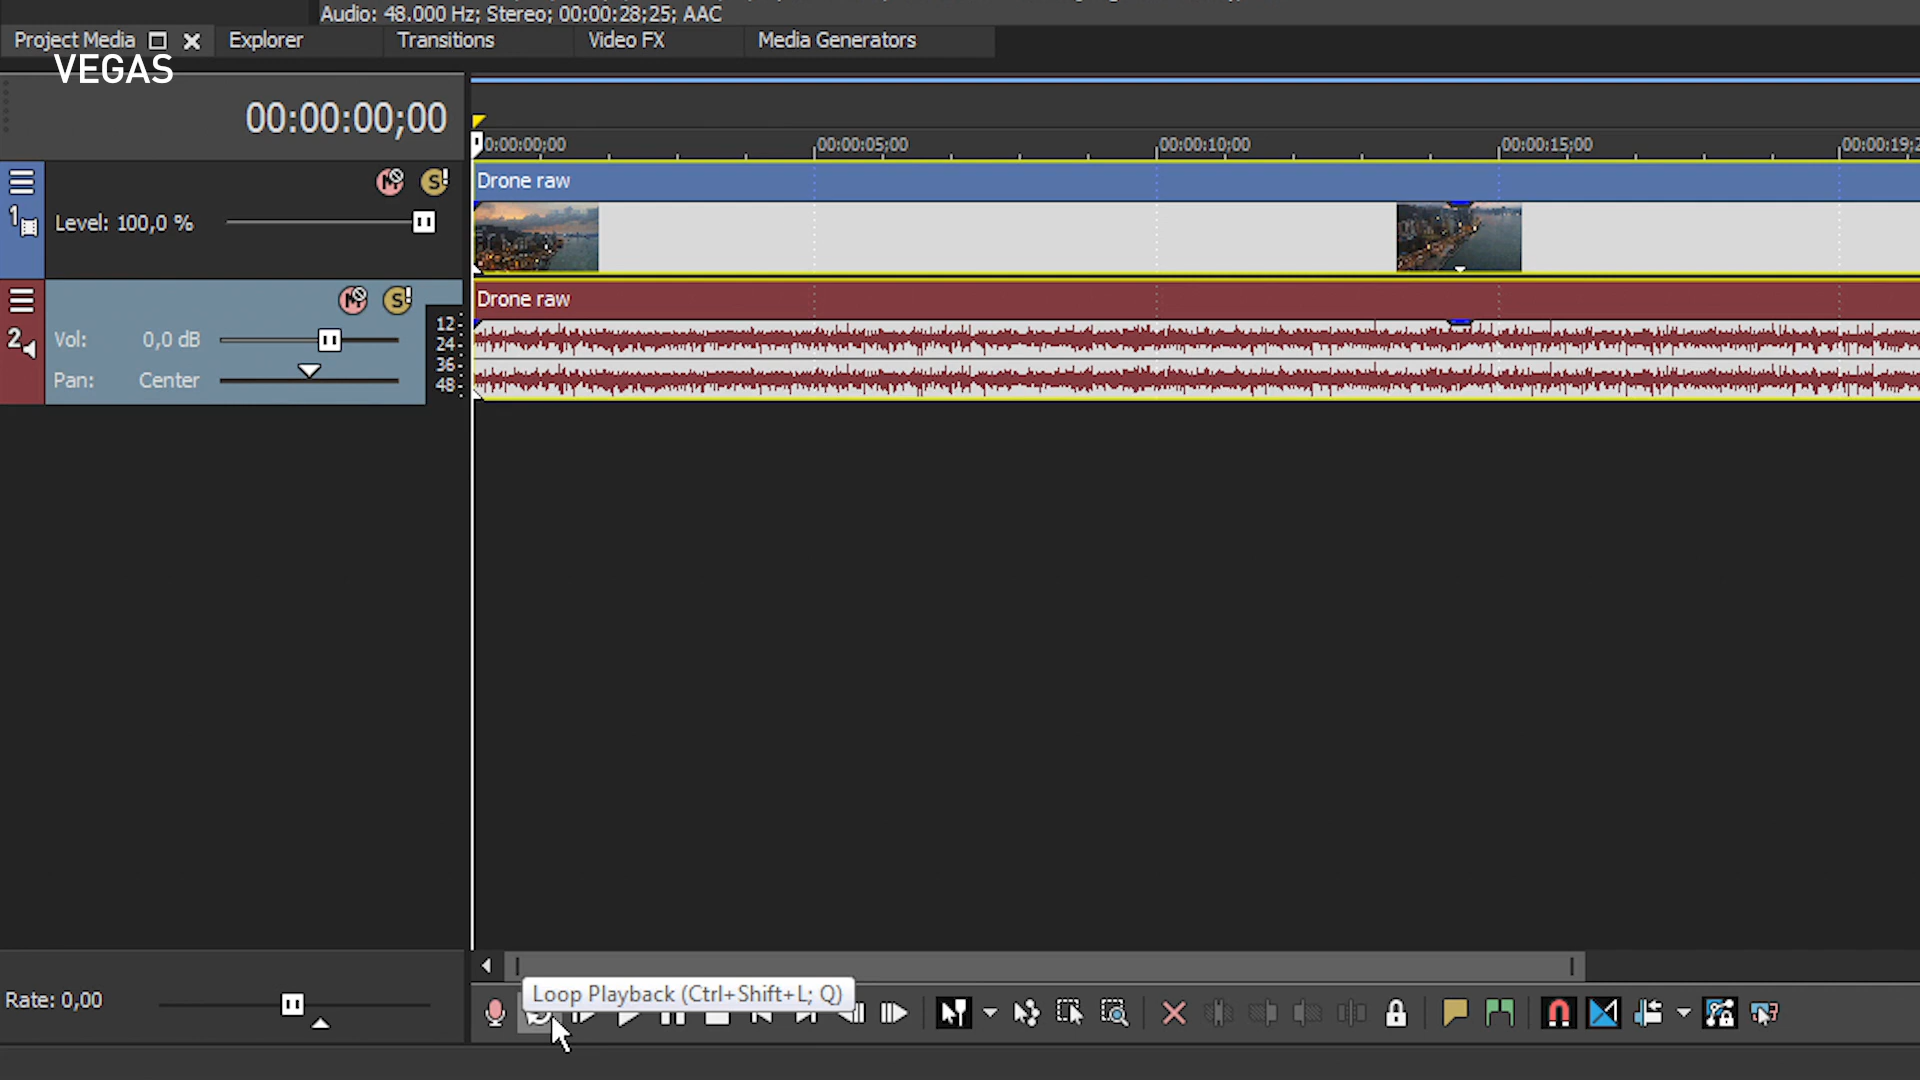 Audio: 48.000 Hz; Stereo; 00:00:28;25; AAC
Project Media Explorer Transitions Video FX Media Generators
VEGAS
00:00:00;00
0:00:00;00 00:00:05;00 00:00:10;00 00:00:15;00 00:00:19;2
M S
Drone raw
1
Level: 100,0 %
M S
Drone raw
2
Vol: 0,0 dB
Pan: Center
12
24
36
48
Loop Playback (Ctrl+Shift+L; Q)
Rate: 0,00